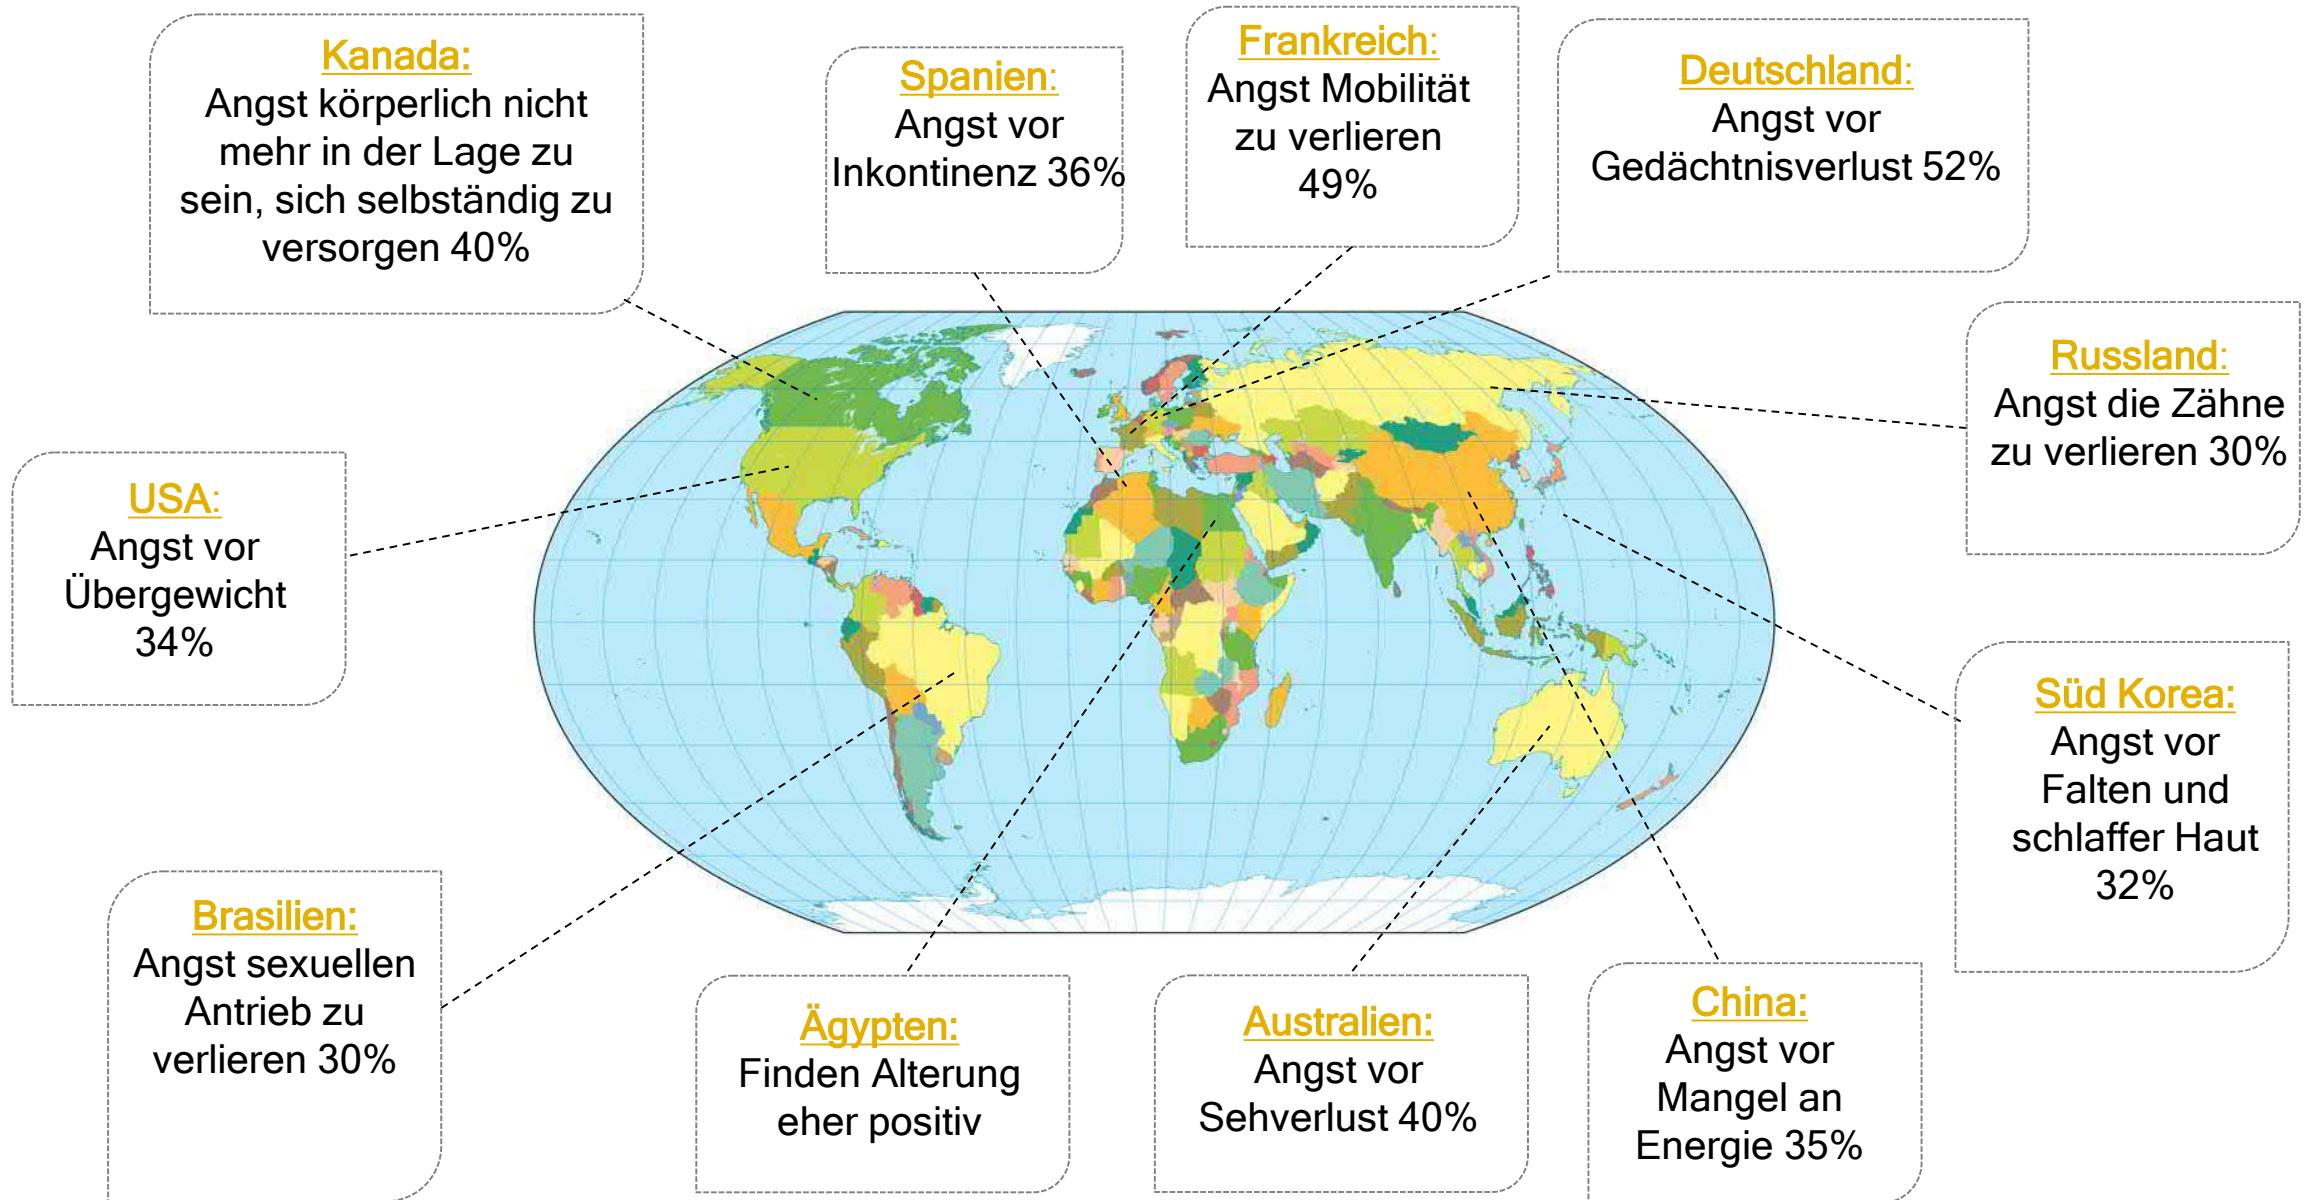 Kanada:
Angst körperlich nicht
mehr in der Lage zu
sein, sich selbständig zu
versorgen 40%
Spanien:
Angst vor
Inkontinenz 36%
Frankreich:
Angst Mobilität
zu verlieren
49%
Deutschland:
Angst vor
Gedächtnisverlust 52%
Russland:
Angst die Zähne
zu verlieren 30%
USA:
Angst vor
Übergewicht
34%
Süd Korea:
Angst vor
Falten und
schlaffer Haut
32%
Brasilien:
Angst sexuellen
Antrieb zu
verlieren 30%
Ägypten:
Finden Alterung
eher positiv
Australien:
Angst vor
Sehverlust 40%
China:
Angst vor
Mangel an
Energie 35%